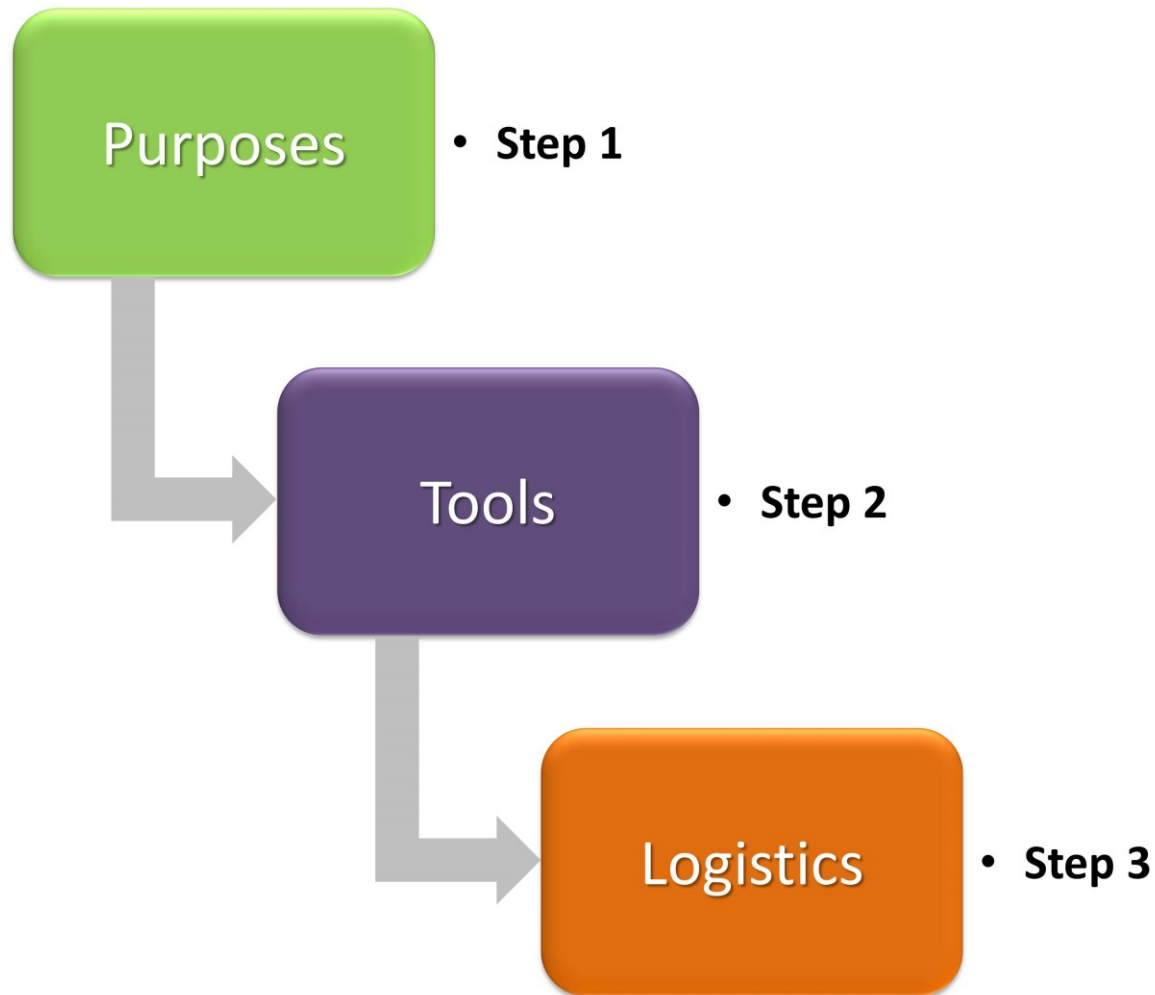 Purposes
• Step 1
Tools
• Step 2
Logistics
• Step 3